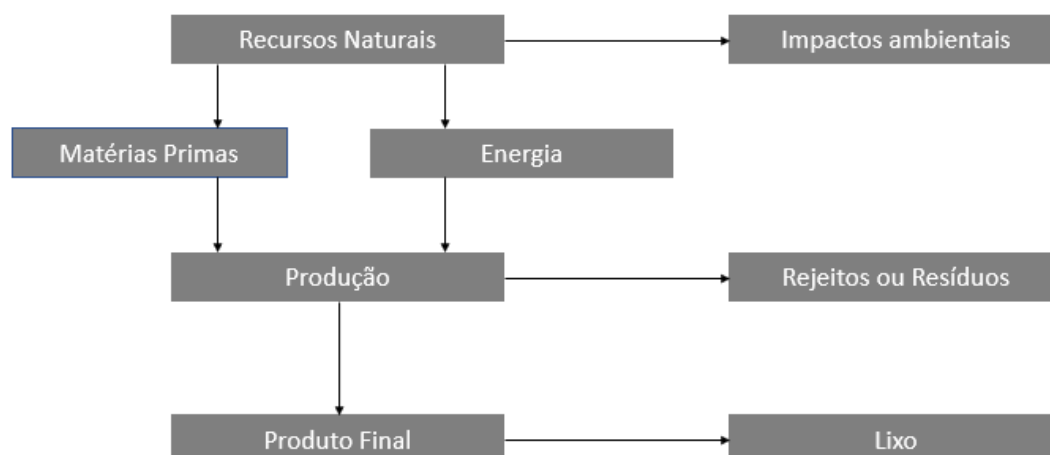 Recursos Naturais
Impactos ambientais
Matérias Primas
Energia
Produção
Rejeitos ou Resíduos
Produto Final
Lixo